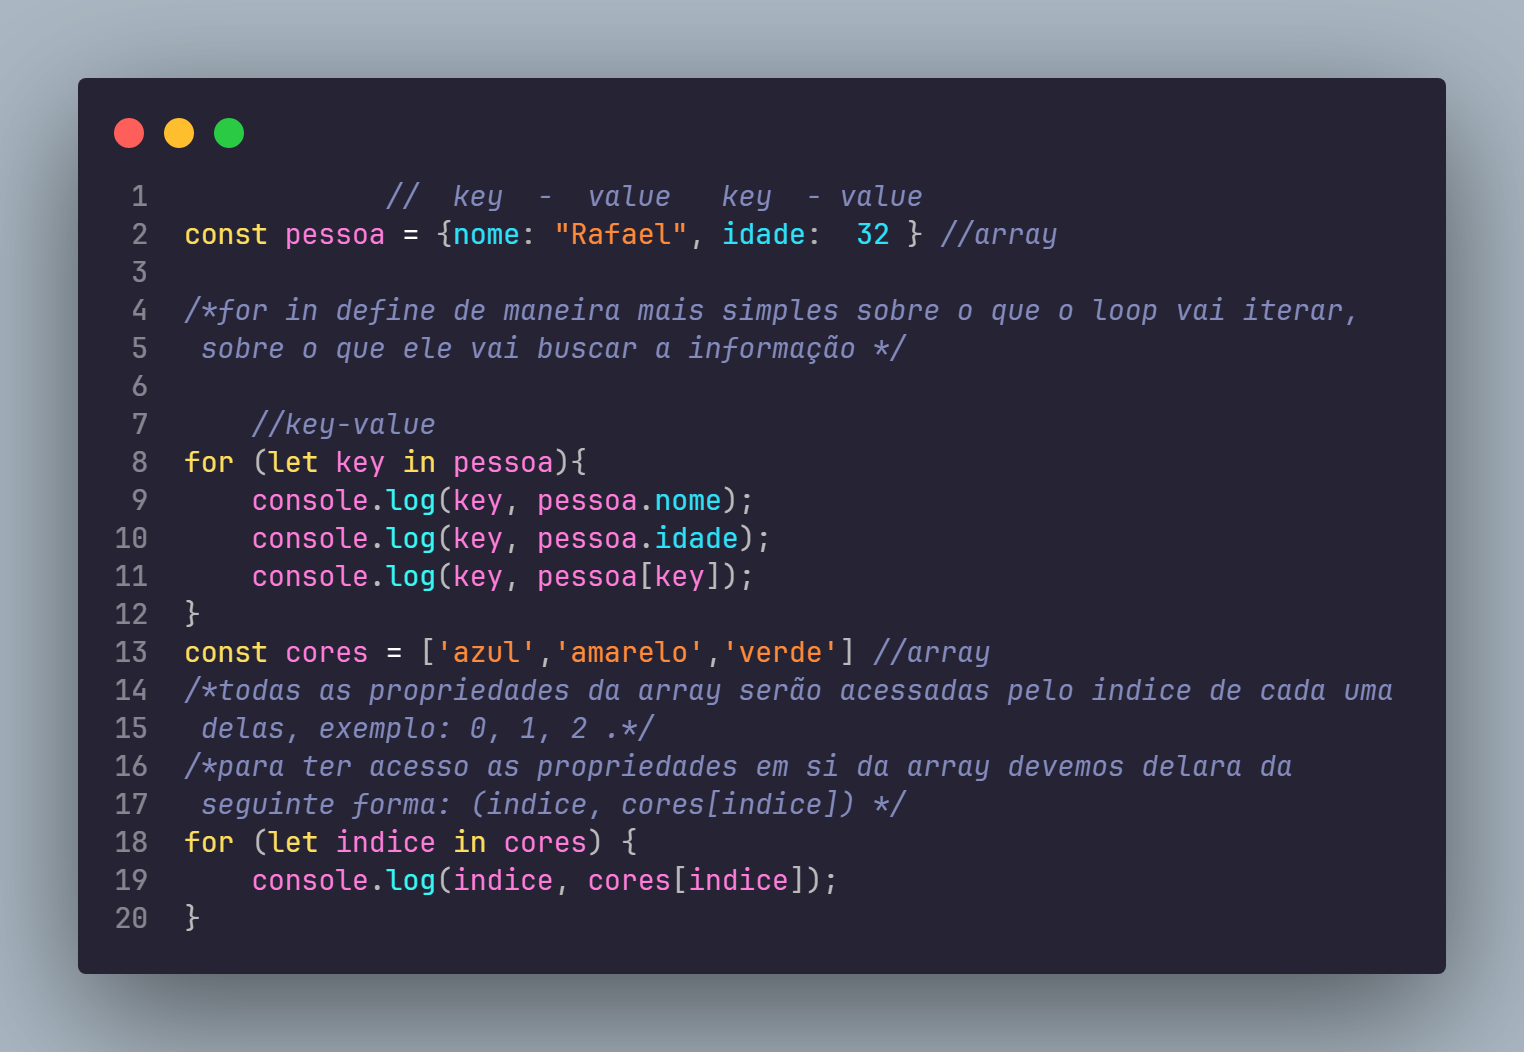 1 // key - value key - value
2 const pessoa = {nome: "Rafael", idade: 32 } //array
3
4 /*for in define de maneira mais simples sobre o que o loop vai iterar,
5 sobre o que ele vai buscar a informação */
6
7 //key-value
8 for (let key in pessoa){
9 console.log(key, pessoa.nome);
10 console.log(key, pessoa.idade);
11 console.log(key, pessoa[key]);
12 }
13 const cores = ['azul','amarelo','verde'] //array
14 /*todas as propriedades da array serão acessadas pelo indice de cada uma
15 delas, exemplo: 0, 1, 2 .*/
16 /*para ter acesso as propriedades em si da array devemos delara da
17 seguinte forma: (indice, cores[indice]) */
18 for (let indice in cores) {
19 console.log(indice, cores[indice]);
20 }